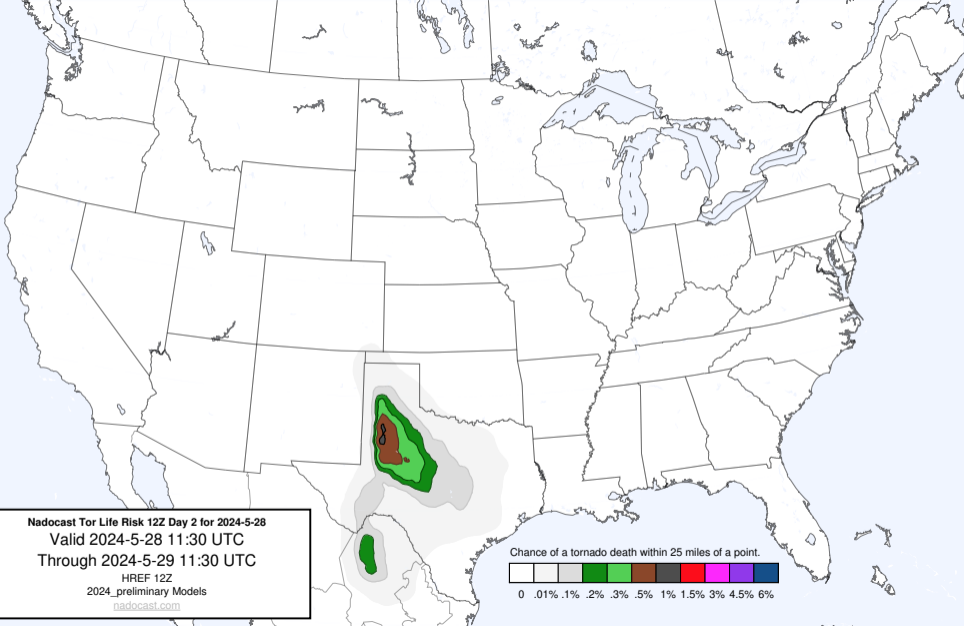 Nadocast Tor Life Risk 12Z Day 2 for 2024-5-28
Valid 2024-5-28 11:30 UTC
Through 2024-5-29 11:30 UTC
HREF 12Z
2024_preliminary Models
nadocast.com
Chance of a tornado death within 25 miles of a point.
0 .01% .1% .2% .3% .5% 1% 1.5% 3% 4.5% 6%